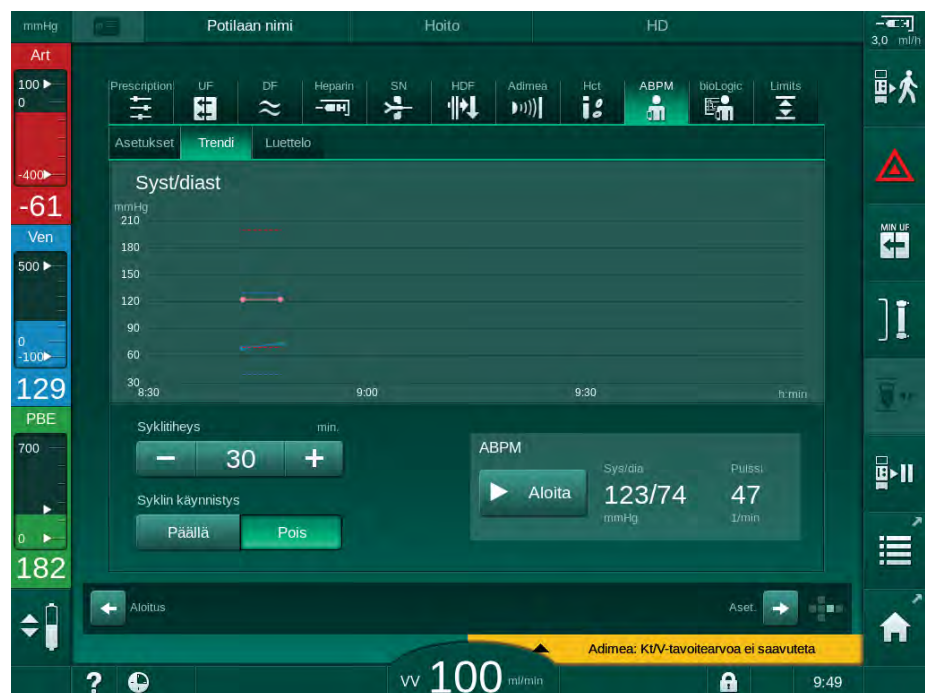 mmHg
Potilaan nimi
Hoito
HD
3,0 ml/h
Art
100
0
-400
-61
Ven
500
0
-100
129
PBE
700
0
182
Prescription
UF
DF
Heparin
SN
HDF
Adimea
Hct
ABPM
bioLogic
Limits
Asetukset
Trendi
Luettelo
Syst/diast
mmHg
210
180
150
120
90
60
30
8:30
9:00
9:30
h:min
Syklitiheys
min.
30
Syklin käynnistys
Päällä
Pois
ABPM
Aloita
Sys/dia
123/74
mmHg
Pulssi
47
1/min
MIN UF
Aloitus
Aset.
Adimea: Kt/V-tavoitearvoa ei saavuteta
?
VV 100 ml/min
9:49